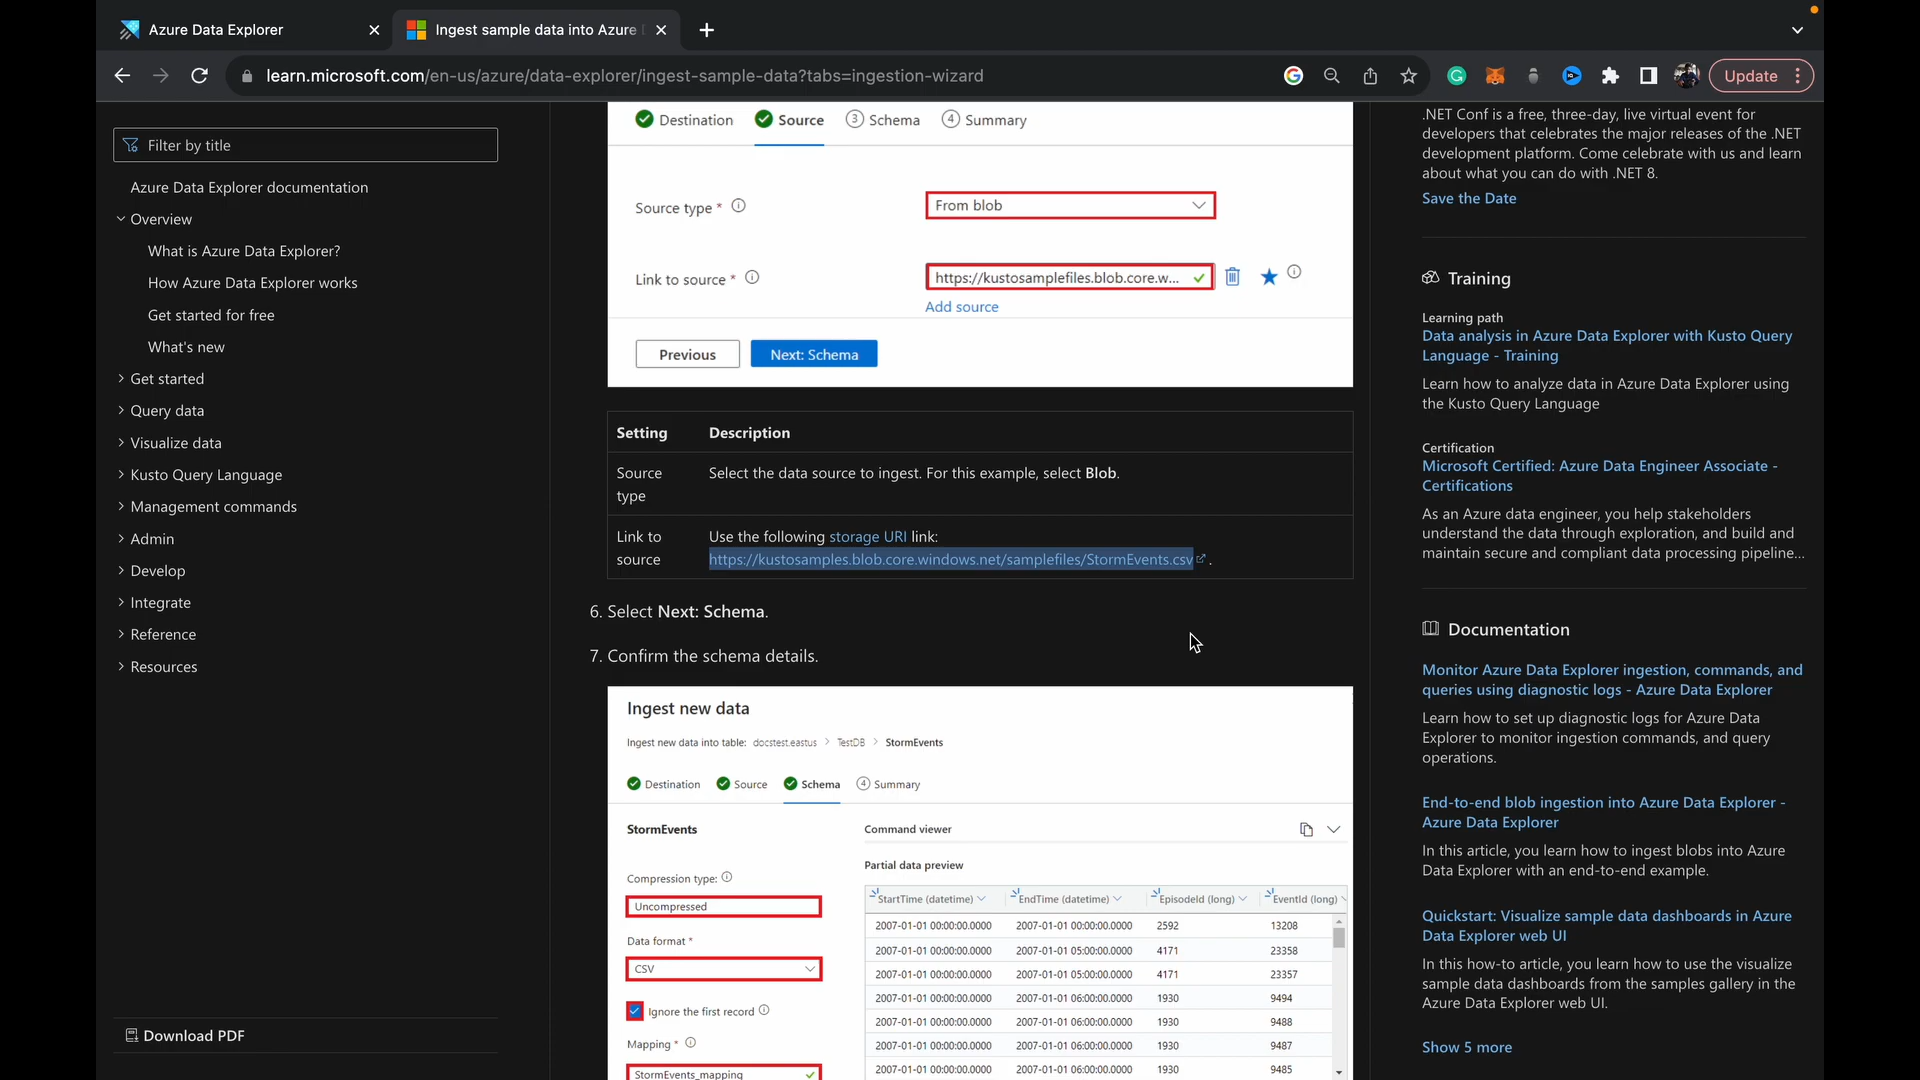 Azure Data Explorer
Ingest sample data into Azure
learn.microsoft.com/en-us/azure/data-explorer/ingest-sample-data?tabs=ingestion-wizard
Update
Filter by title
Azure Data Explorer documentation
Overview
What is Azure Data Explorer?
How Azure Data Explorer works
Get started for free
What's new
Get started
Query data
Visualize data
Kusto Query Language
Management commands
Admin
Develop
Integrate
Reference
Resources
Download PDF
Destination
Source
3 Schema
4 Summary
Source type *
From blob
Link to source *
https://kustosamplefiles.blob.core.w...
Add source
Previous
Next: Schema
Setting Description
Source Select the data source to ingest. For this example, select Blob.
type
Link to Use the following storage URI link:
source https://kustosamples.blob.core.windows.net/samplefiles/StormEvents.csv .
6. Select Next: Schema.
7. Confirm the schema details.
Ingest new data
Ingest new data into table: docstest.eastus > TestDB > StormEvents
Destination
Source
Schema
4 Summary
StormEvents
Compression type:
Uncompressed
Data format *
CSV
Ignore the first record
Mapping *
StormEvents_mapping
Command viewer
Partial data preview
StartTime (datetime) EndTime (datetime) EpisodeId (long) EventId (long)
2007-01-01 00:00:00.0000 2007-01-01 05:00:00.0000 2592 13208
2007-01-01 00:00:00.0000 2007-01-01 05:00:00.0000 4171 23358
2007-01-01 00:00:00.0000 2007-01-01 05:00:00.0000 4171 23357
2007-01-01 00:00:00.0000 2007-01-01 06:00:00.0000 1930 9494
2007-01-01 00:00:00.0000 2007-01-01 06:00:00.0000 1930 9488
2007-01-01 00:00:00.0000 2007-01-01 06:00:00.0000 1930 9487
2007-01-01 00:00:00.0000 2007-01-01 06:00:00.0000 1930 9485
.NET Conf is a free, three-day, live virtual event for
developers that celebrates the major releases of the .NET
development platform. Come celebrate with us and learn
about what you can do with .NET 8.
Save the Date
Training
Learning path
Data analysis in Azure Data Explorer with Kusto Query
Language - Training
Learn how to analyze data in Azure Data Explorer using
the Kusto Query Language
Certification
Microsoft Certified: Azure Data Engineer Associate -
Certifications
As an Azure data engineer, you help stakeholders
understand the data through exploration, and build and
maintain secure and compliant data processing pipeline...
Documentation
Monitor Azure Data Explorer ingestion, commands, and
queries using diagnostic logs - Azure Data Explorer
Learn how to set up diagnostic logs for Azure Data
Explorer to monitor ingestion commands, and query
operations.
End-to-end blob ingestion into Azure Data Explorer -
Azure Data Explorer
In this article, you learn how to ingest blobs into Azure
Data Explorer with an end-to-end example.
Quickstart: Visualize sample data dashboards in Azure
Data Explorer web UI
In this how-to article, you learn how to use the visualize
sample data dashboards from the samples gallery in the
Azure Data Explorer web UI.
Show 5 more